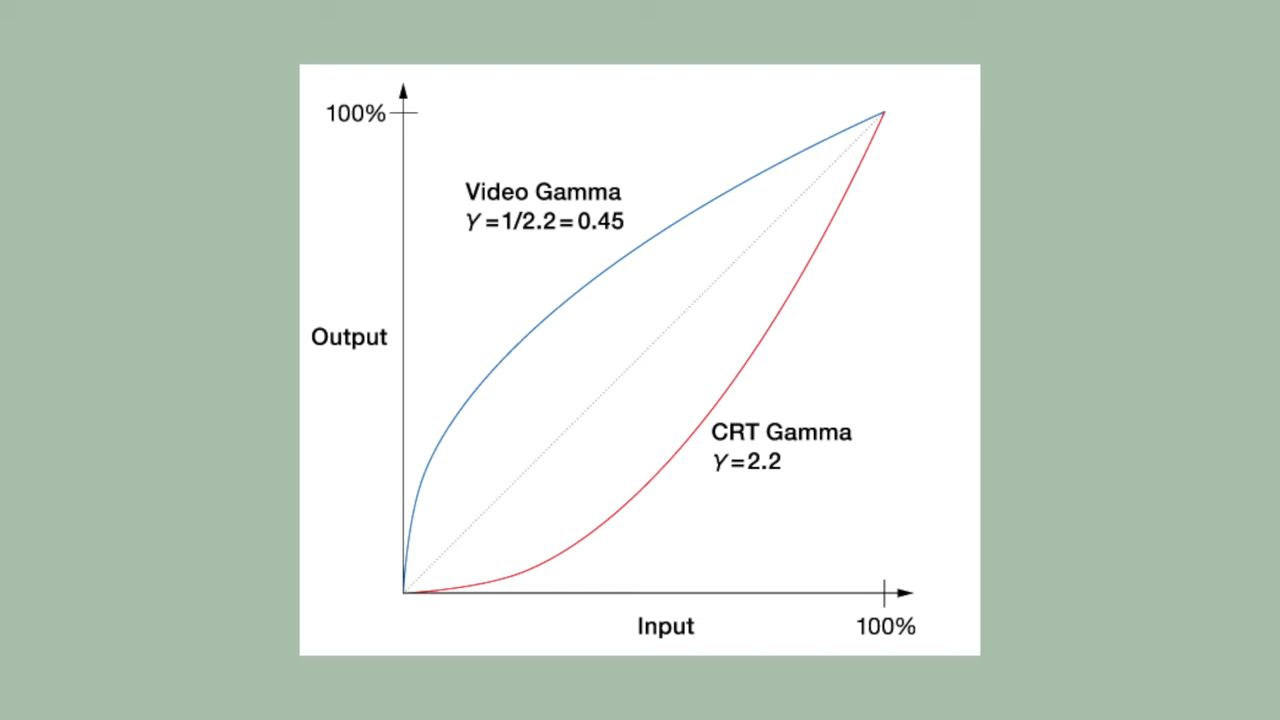 100%
Video Gamma
γ=1/2.2=0.45
Output
CRT Gamma
γ=2.2
Input
100%